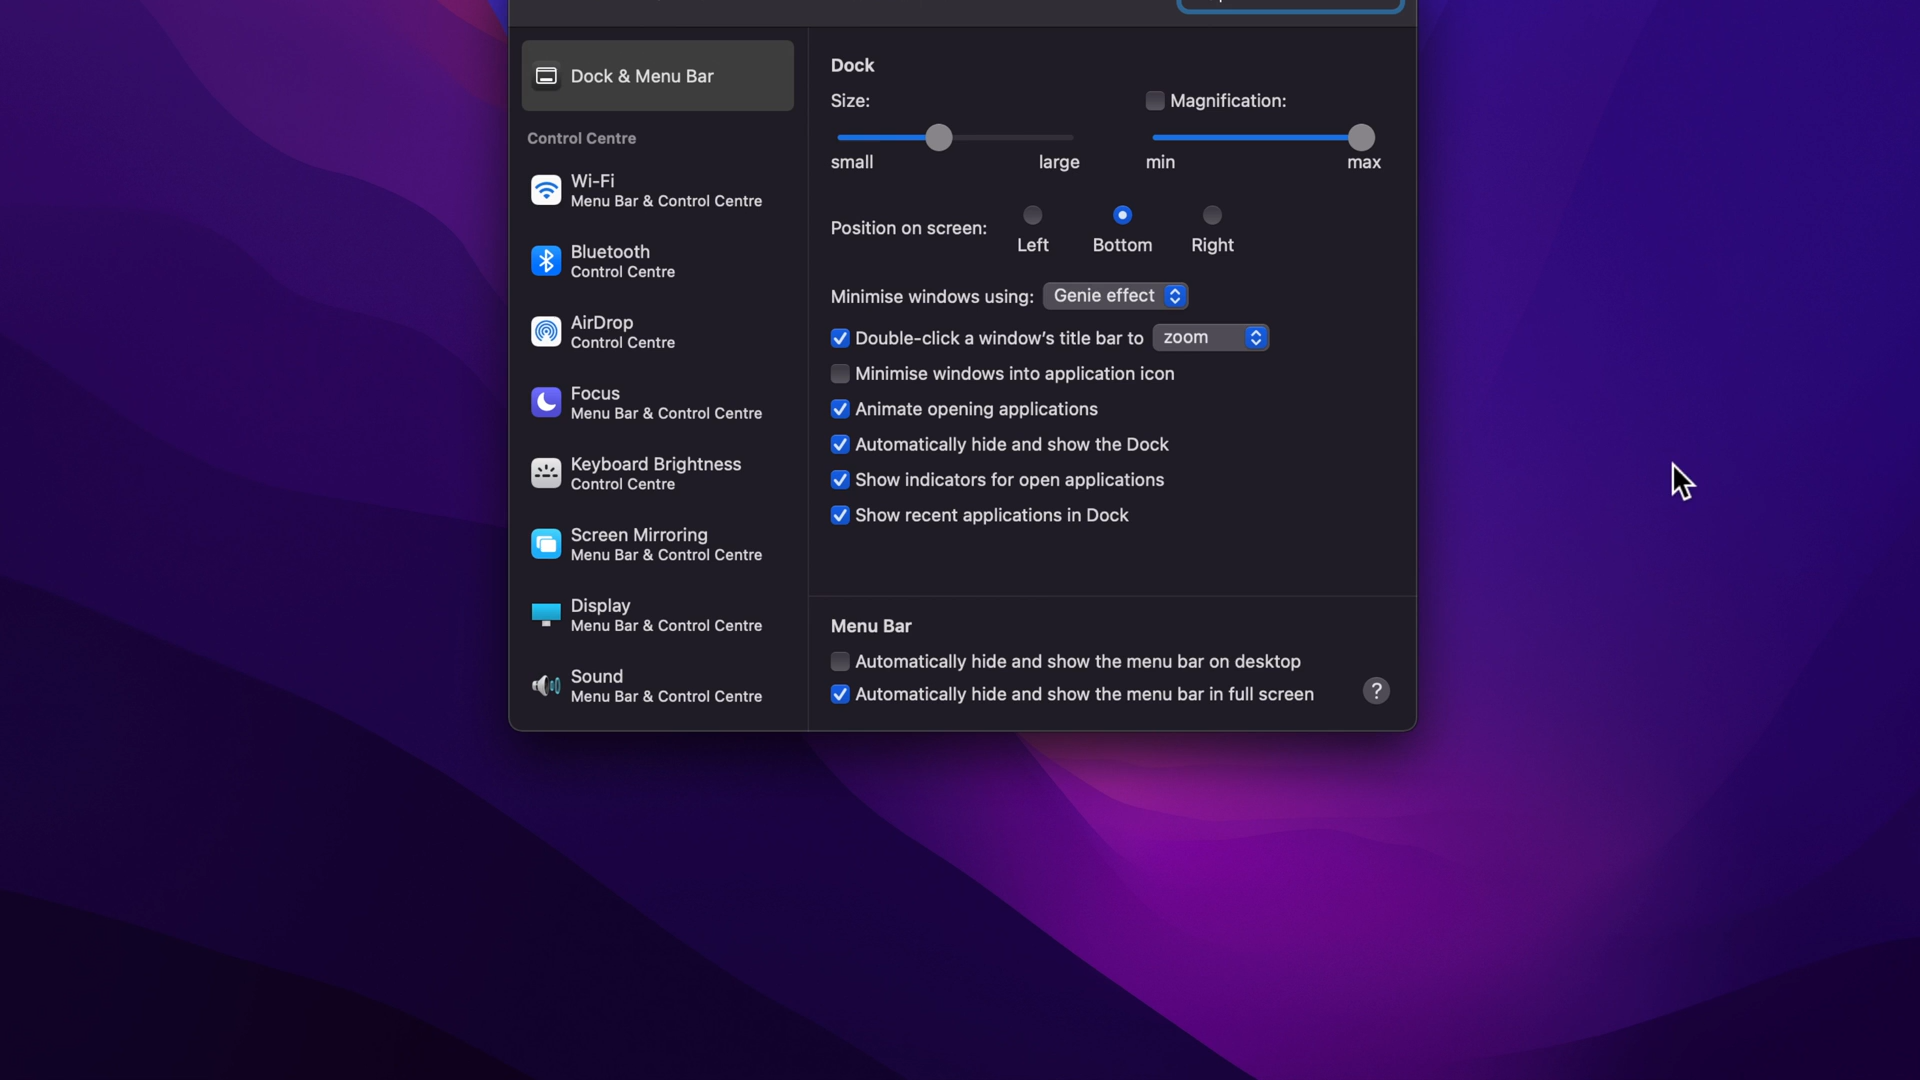 Dock & Menu Bar
Control Centre
Wi-Fi
Menu Bar & Control Centre
Bluetooth
Control Centre
AirDrop
Control Centre
Focus
Menu Bar & Control Centre
Keyboard Brightness
Control Centre
Screen Mirroring
Menu Bar & Control Centre
Display
Menu Bar & Control Centre
Sound
Menu Bar & Control Centre
Dock
Size:
Magnification:
small large
min max
Position on screen:
Left Bottom Right
Minimise windows using: Genie effect
Double-click a window’s title bar to zoom
Minimise windows into application icon
Animate opening applications
Automatically hide and show the Dock
Show indicators for open applications
Show recent applications in Dock
Menu Bar
Automatically hide and show the menu bar on desktop
Automatically hide and show the menu bar in full screen
?